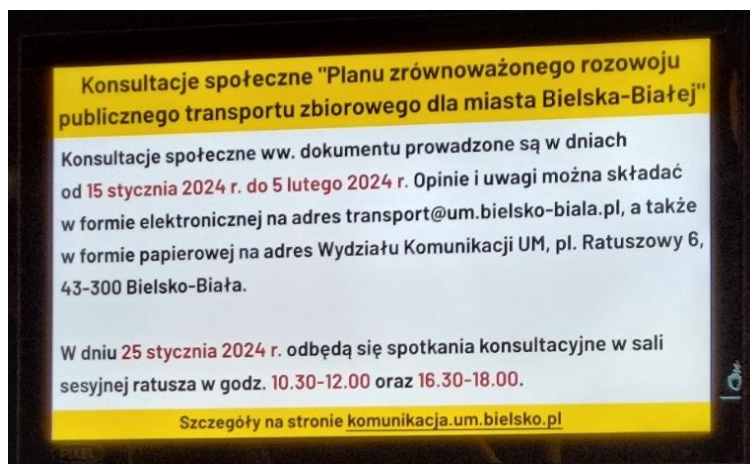 Konsultacje społeczne "Planu zrównoważonego rozowoju
publicznego transportu zbiorowego dla miasta Bielska-Białej"
Konsultacje społeczne ww. dokumentu prowadzone są w dniach
od 15 stycznia 2024 r. do 5 lutego 2024 r. Opinie i uwagi można składać
w formie elektronicznej na adres transport@um.bielsko-biala.pl, a także
w formie papierowej na adres Wydziału Komunikacji UM, pl. Ratuszowy 6,
43-300 Bielsko-Biała.
W dniu 25 stycznia 2024 r. odbędą się spotkania konsultacyjne w sali
sesyjnej ratusza w godz. 10.30-12.00 oraz 16.30-18.00.
Szczegóły na stronie komunikacja.um.bielsko.pl
PIXEL